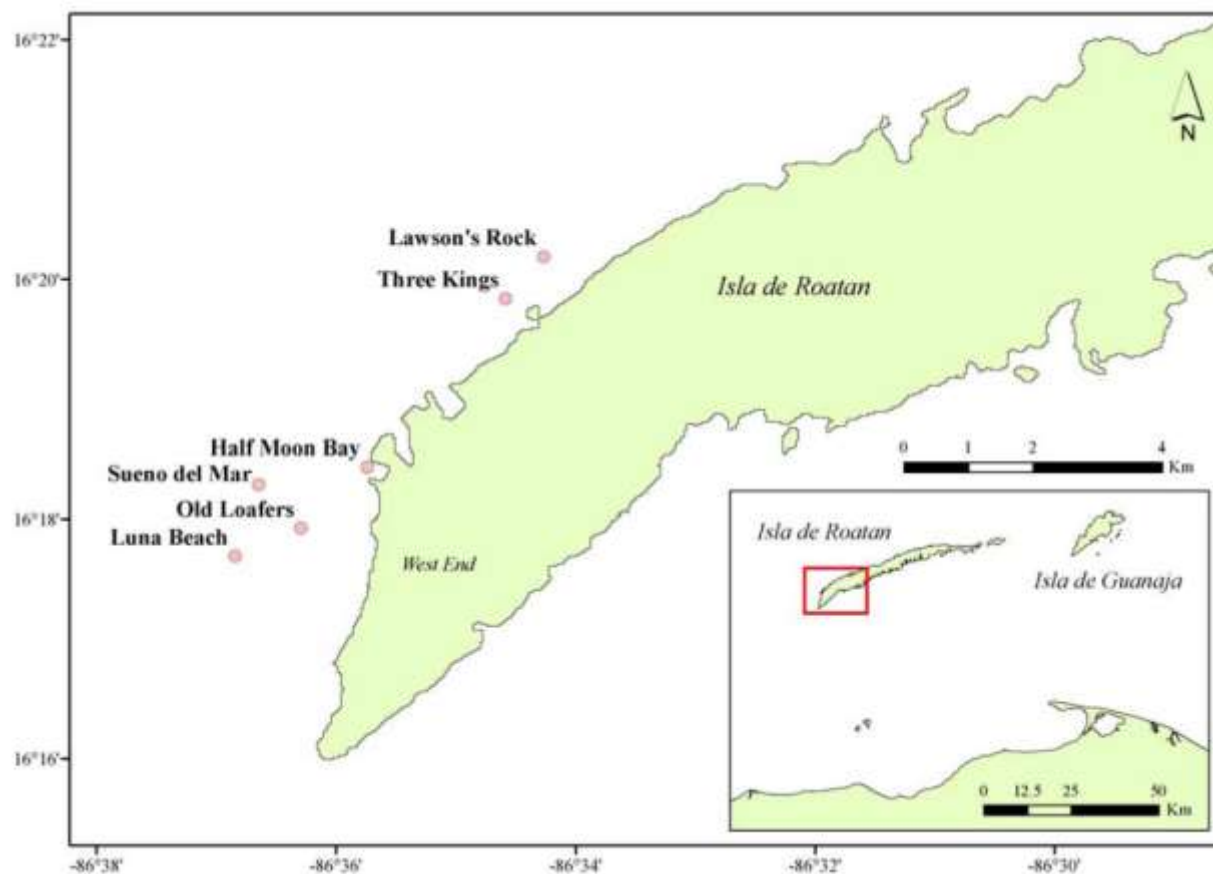 16°22'
N
Lawson's Rock
16°20'
Three Kings
Isla de Roatan
Half Moon Bay
0 1 2 4
Km
Sueno del Mar
Old Loafers
16°18'
Luna Beach
West End
Isla de Roatan
Isla de Guanaja
16°16'
0 12.5 25 50
Km
-86°38' -86°36' -86°34' -86°32' -86°30'